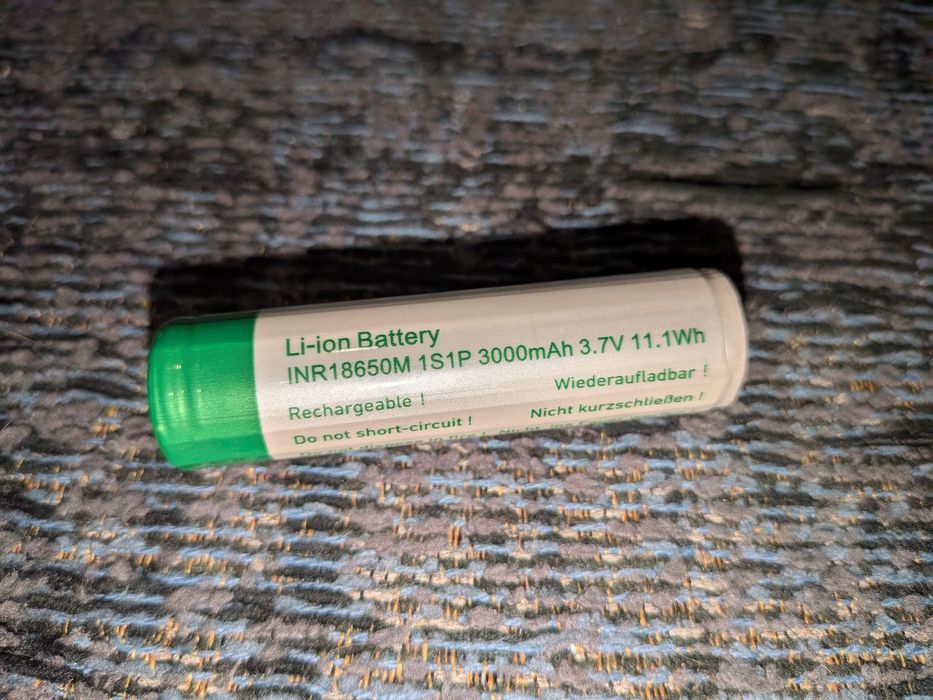 Li-ion Battery
INR18650M 1S1P 3000mAh 3.7V 11.1Wh
Rechargeable ! Wiederaufladbar !
Do not short-circuit ! Nicht kurzschließen !